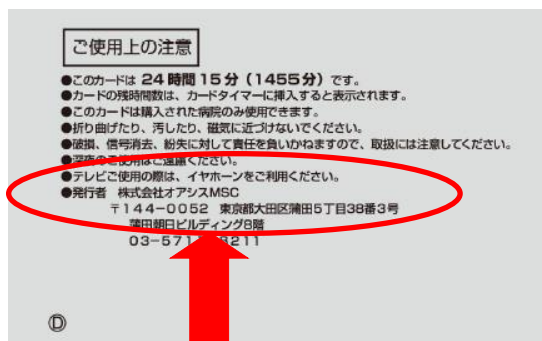 ご使用上の注意
●このカードは 24時間15分（1455分）です。
●カードの残時間数は、カードタイマーに挿入すると表示されます。
●このカードは購入された病院のみ使用できます。
●折り曲げたり、汚したり、磁気に近づけないでください。
●破損、信号消去、紛失に対して責任を負いかねますので、取扱には注意してください。
●深夜のご使用はご遠慮ください。
●テレビご使用の際は、イヤホーンをご利用ください。
●発行者 株式会社オアシスMSC
〒144-0052 東京都大田区蒲田5丁目38番3号
蒲田朝日ビルディング8階
03-571
211
Ⓓ